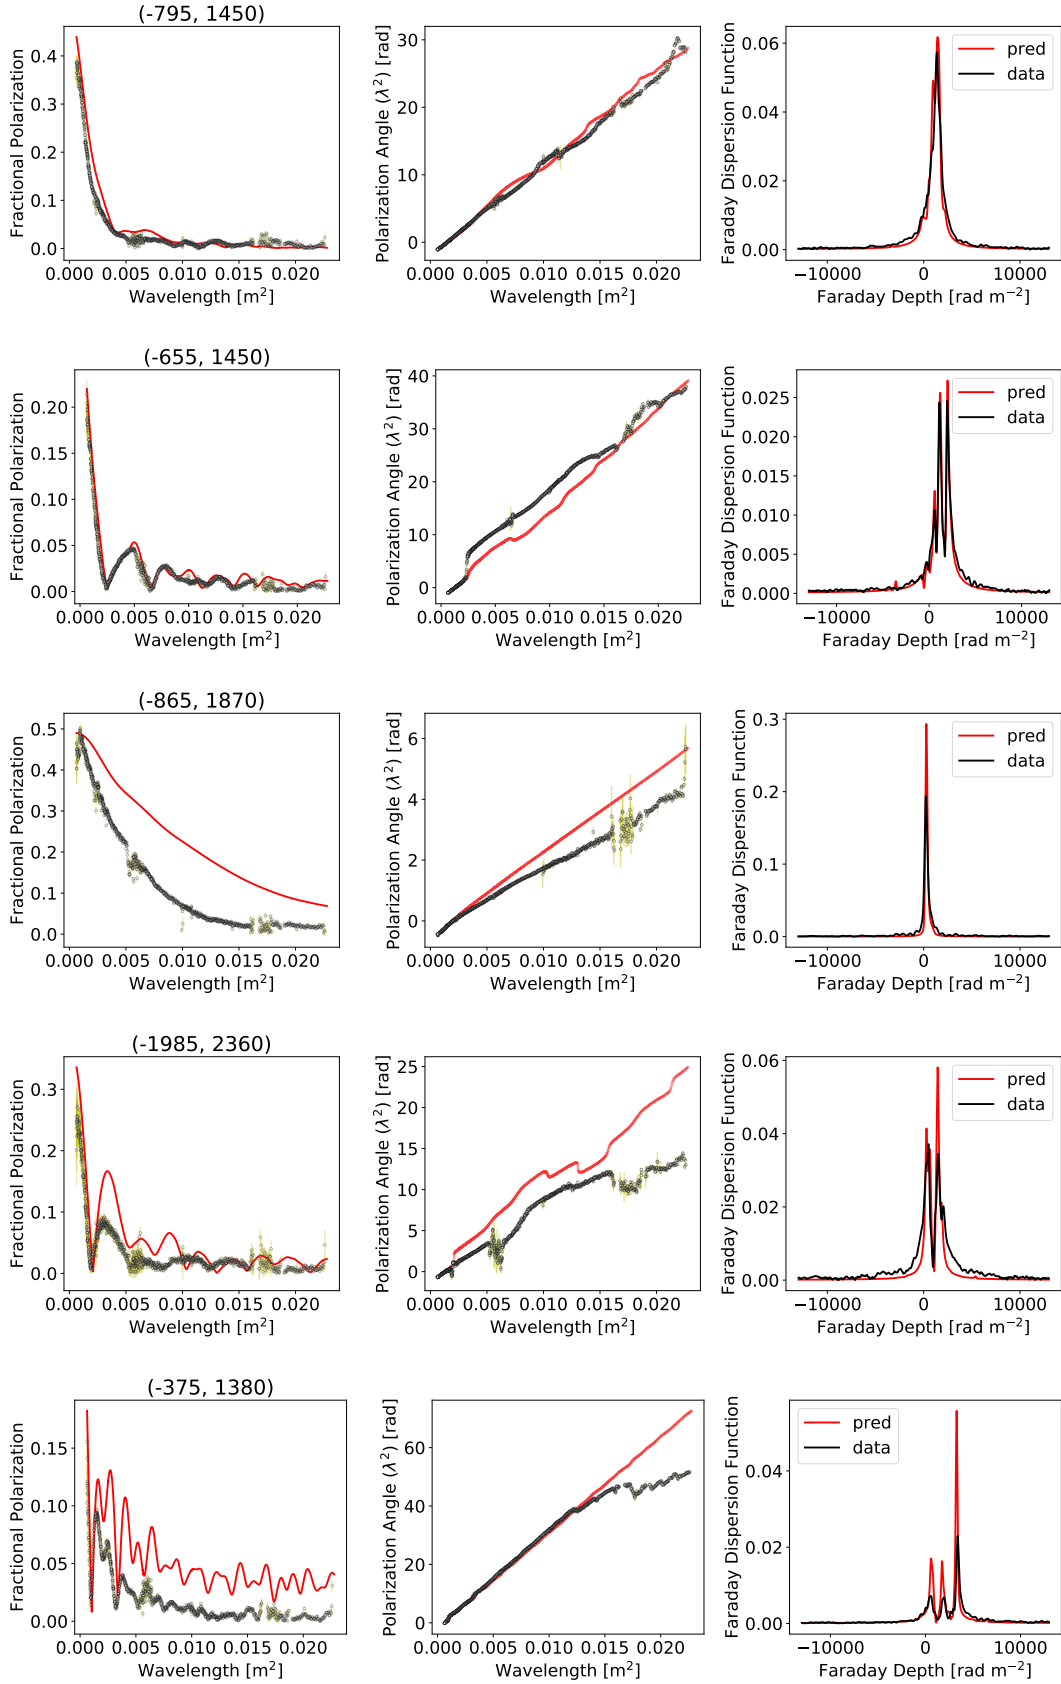 (-795, 1450)
Fractional Polarization
0.4
0.3
0.2
0.1
0.0
0.000 0.005 0.010 0.015 0.020
Wavelength [m²]
Polarization Angle (λ²) [rad]
30
20
10
0
0.000 0.005 0.010 0.015 0.020
Wavelength [m²]
Faraday Dispersion Function
0.06
0.04
0.02
0.00
pred
data
−10000 0 10000
Faraday Depth [rad m⁻²]
(-655, 1450)
Fractional Polarization
0.20
0.15
0.10
0.05
0.00
0.000 0.005 0.010 0.015 0.020
Wavelength [m²]
Polarization Angle (λ²) [rad]
40
30
20
10
0
0.000 0.005 0.010 0.015 0.020
Wavelength [m²]
Faraday Dispersion Function
0.025
0.020
0.015
0.010
0.005
0.000
pred
data
−10000 0 10000
Faraday Depth [rad m⁻²]
(-865, 1870)
Fractional Polarization
0.5
0.4
0.3
0.2
0.1
0.0
0.000 0.005 0.010 0.015 0.020
Wavelength [m²]
Polarization Angle (λ²) [rad]
6
4
2
0
0.000 0.005 0.010 0.015 0.020
Wavelength [m²]
Faraday Dispersion Function
0.3
0.2
0.1
0.0
pred
data
−10000 0 10000
Faraday Depth [rad m⁻²]
(-1985, 2360)
Fractional Polarization
0.3
0.2
0.1
0.0
0.000 0.005 0.010 0.015 0.020
Wavelength [m²]
Polarization Angle (λ²) [rad]
25
20
15
10
5
0
0.000 0.005 0.010 0.015 0.020
Wavelength [m²]
Faraday Dispersion Function
0.06
0.04
0.02
0.00
pred
data
−10000 0 10000
Faraday Depth [rad m⁻²]
(-375, 1380)
Fractional Polarization
0.15
0.10
0.05
0.00
0.000 0.005 0.010 0.015 0.020
Wavelength [m²]
Polarization Angle (λ²) [rad]
60
40
20
0
0.000 0.005 0.010 0.015 0.020
Wavelength [m²]
Faraday Dispersion Function
0.04
0.02
0.00
pred
data
−10000 0 10000
Faraday Depth [rad m⁻²]